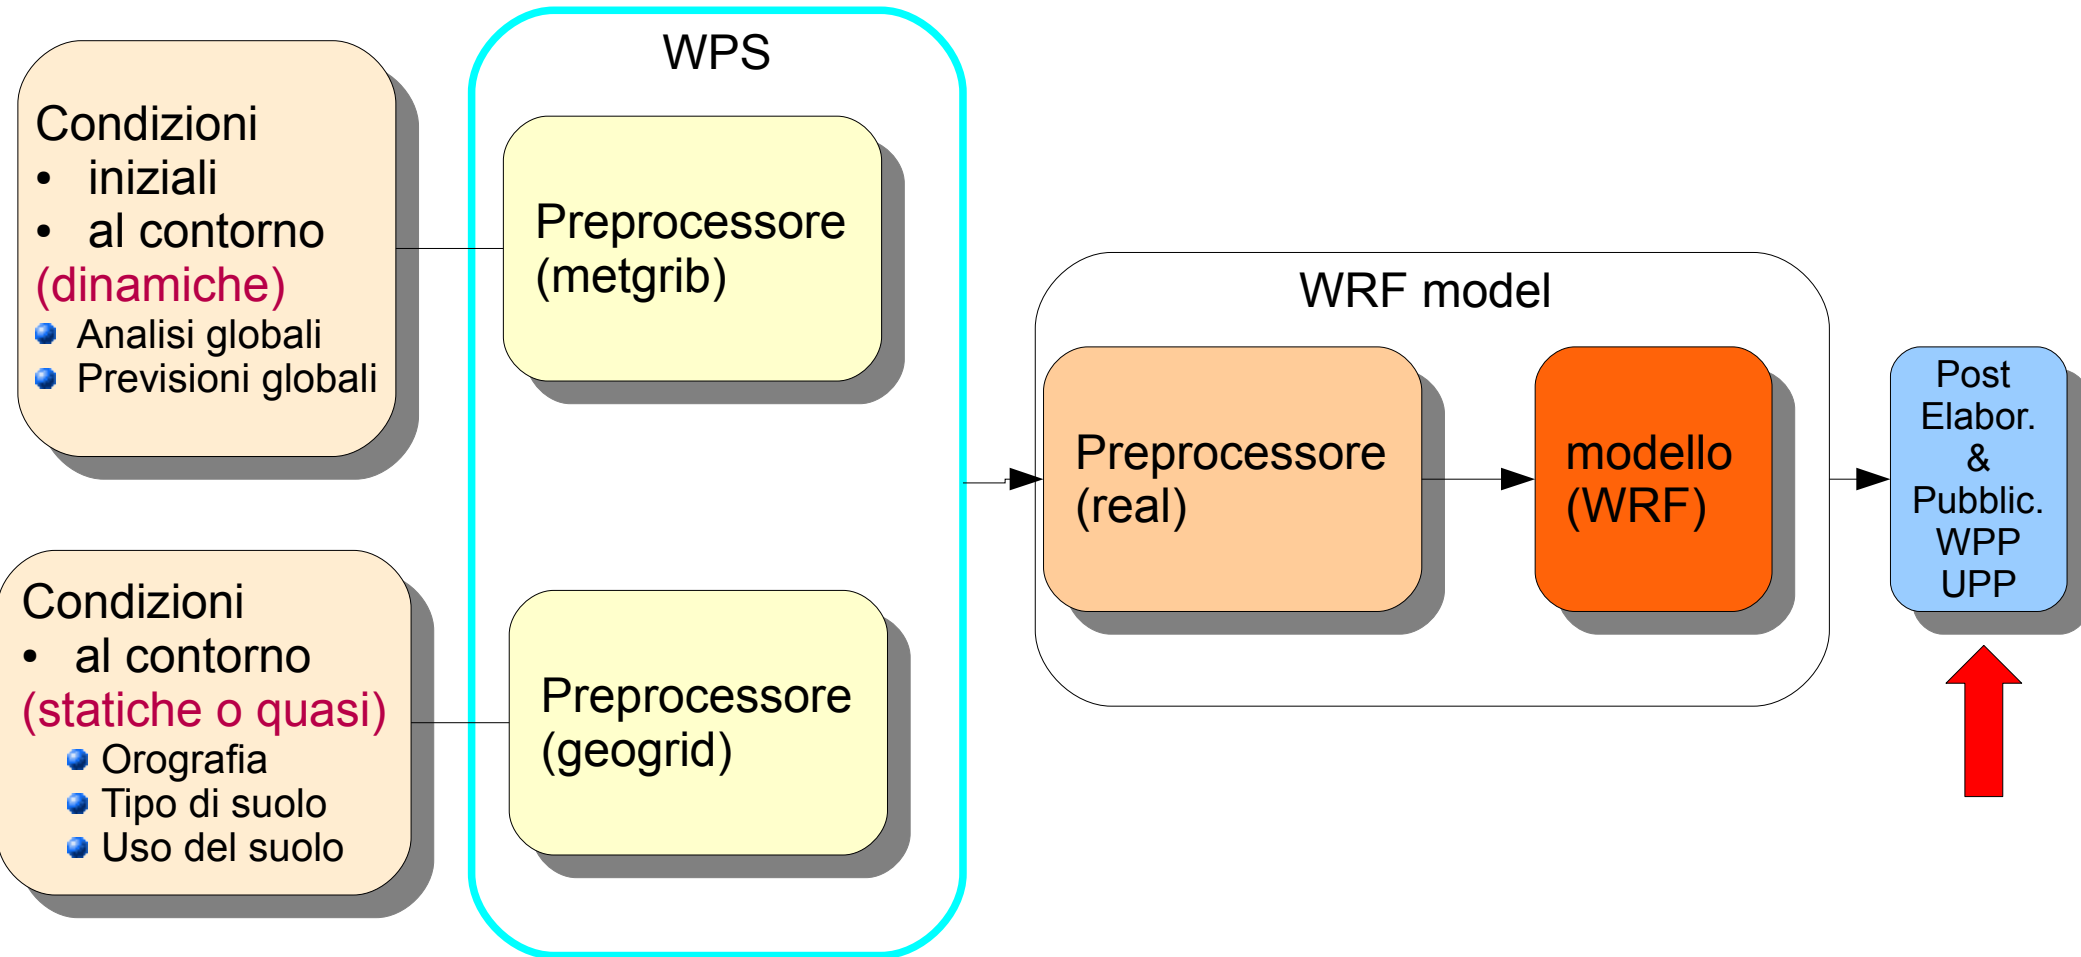 Condizioni
• iniziali
• al contorno
(dinamiche)
Analisi globali
Previsioni globali
Condizioni
• al contorno
(statiche o quasi)
Orografia
Tipo di suolo
Uso del suolo
WPS
Preprocessore
(metgrib)
Preprocessore
(geogrid)
WRF model
Preprocessore
(real)
modello
(WRF)
Post
Elabor.
&
Pubblic.
WPP
UPP